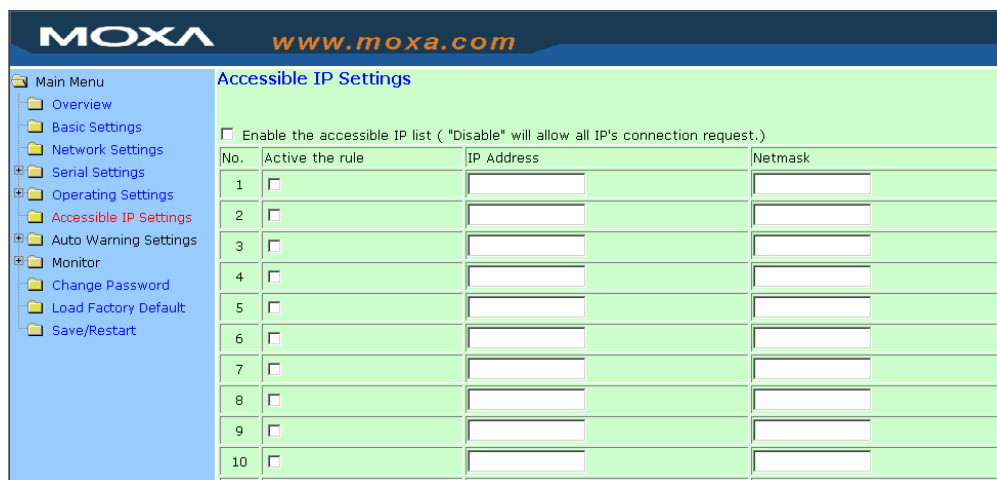 MOXA www.moxa.com
Main Menu
Overview
Basic Settings
Network Settings
Serial Settings
Operating Settings
Accessible IP Settings
Auto Warning Settings
Monitor
Change Password
Load Factory Default
Save/Restart
Accessible IP Settings
Enable the accessible IP list ( "Disable" will allow all IP's connection request.)
No. Active the rule IP Address Netmask
1
2
3
4
5
6
7
8
9
10